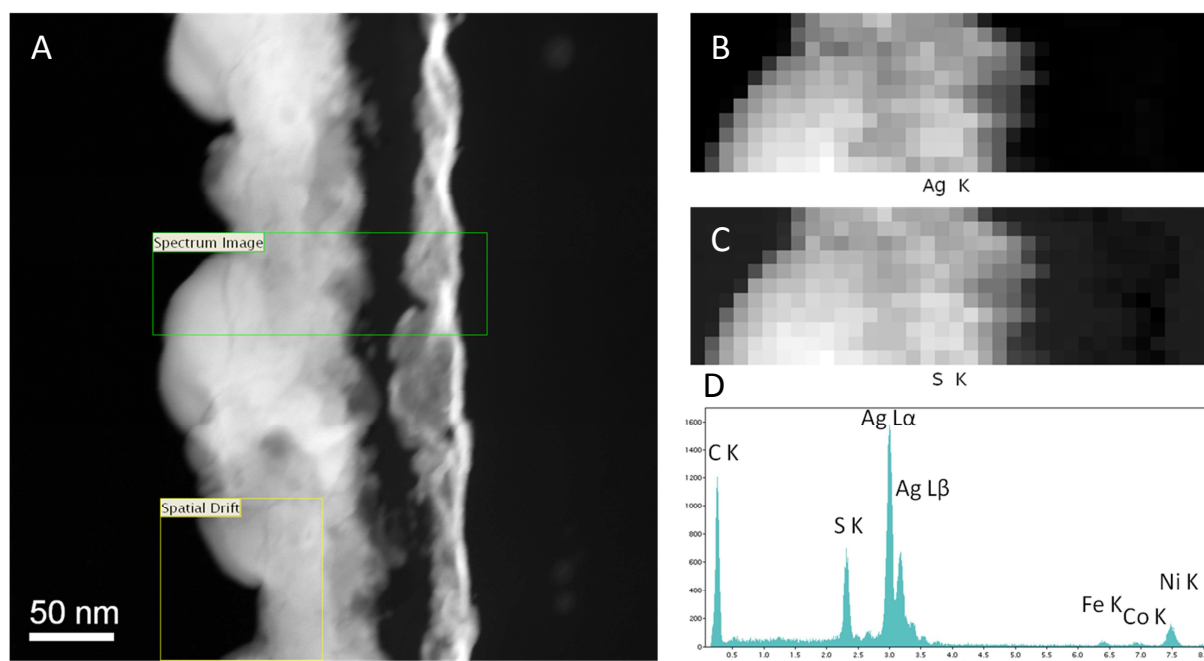 A
Spectrum Image
Spatial Drift
50 nm
B
Ag K
C
S K
D
1600
1400
1200
1000
800
600
400
200
0
C K
S K
Ag Lα
Ag Lβ
Fe K
Co K
Ni K
0.5 1.0 1.5 2.0 2.5 3.0 3.5 4.0 4.5 5.0 5.5 6.0 6.5 7.0 7.5